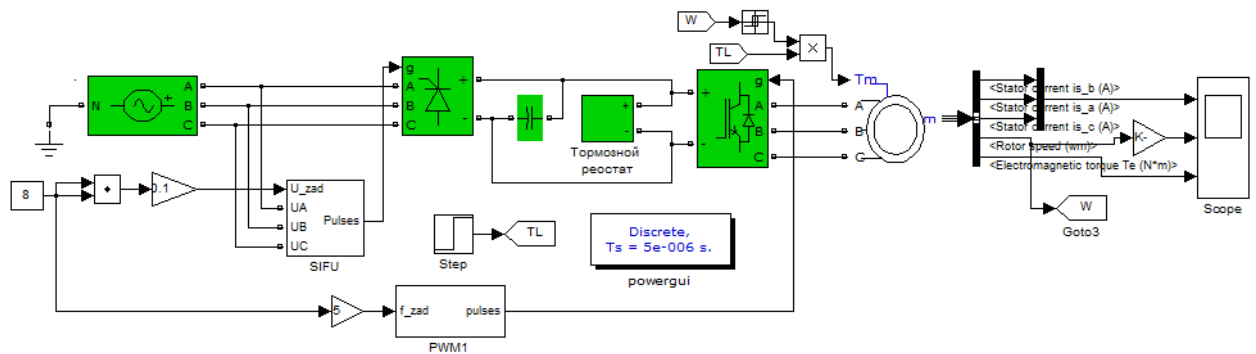 W
TL
N
A
B
C
g
A
B
C
+
-
+
-
Тормозной
реостат
g
+
-
A
B
C
Tm
A
B
C
m
<Stator current is_b (A)>
<Stator current is_a (A)>
<Stator current is_c (A)>
<Rotor speed (wm)>
<Electromagnetic torque Te (N*m)>
K-
W
Goto3
Scope
8
0.1
U_zad
UA
UB
UC
Pulses
SIFU
Step
TL
Discrete,
Ts = 5e-006 s.
powergui
5
f_zad
pulses
PWM1